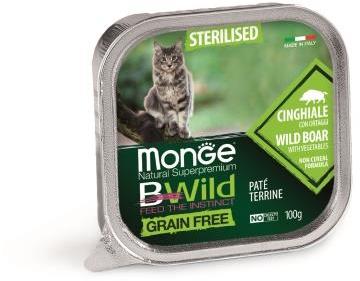 STERILISED
MADE IN ITALY
CINGHIALE
CON ORTAGGI
WILD BOAR
WITH VEGETABLES
NON CEREAL
FORMULA
MONGE
Natural Superpremium
BWild
FEED THE INSTINCT
GRAIN FREE
PATÉ
TERRINE
NO
100g